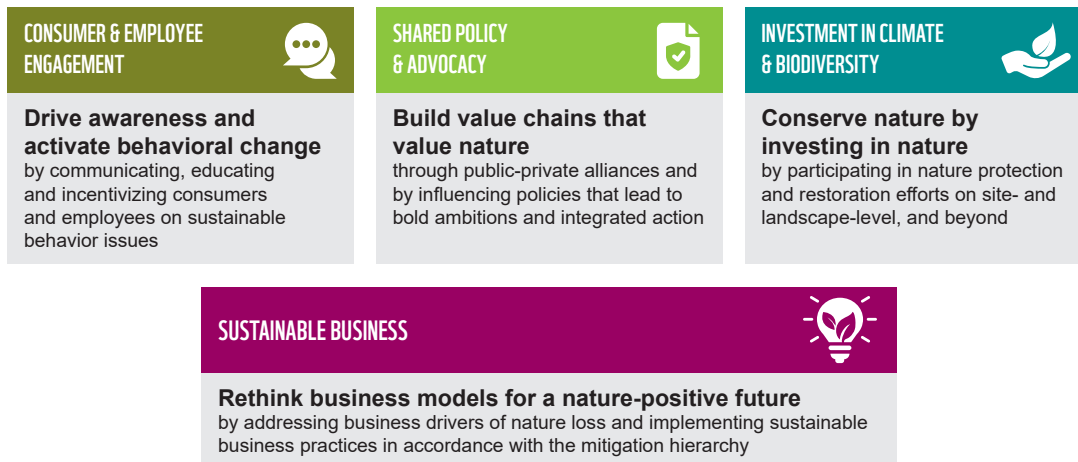 CONSUMER & EMPLOYEE
ENGAGEMENT
Drive awareness and
activate behavioral change
by communicating, educating
and incentivizing consumers
and employees on sustainable
behavior issues
SHARED POLICY
& ADVOCACY
Build value chains that
value nature
through public-private alliances and
by influencing policies that lead to
bold ambitions and integrated action
INVESTMENT IN CLIMATE
& BIODIVERSITY
Conserve nature by
investing in nature
by participating in nature protection
and restoration efforts on site- and
landscape-level, and beyond
SUSTAINABLE BUSINESS
Rethink business models for a nature-positive future
by addressing business drivers of nature loss and implementing sustainable
business practices in accordance with the mitigation hierarchy